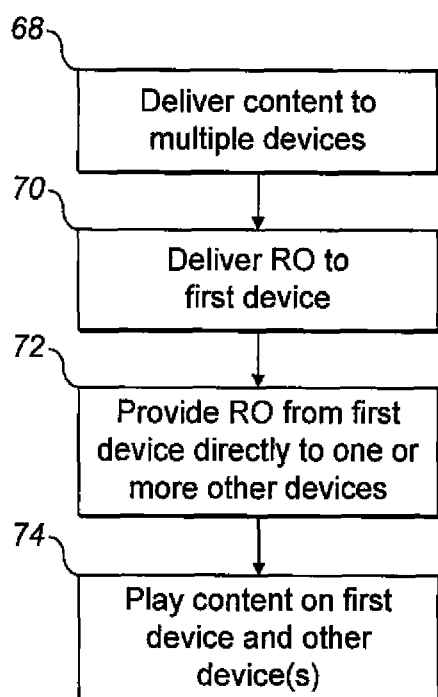 68
Deliver content to
multiple devices
70
Deliver RO to
first device
72
Provide RO from first
device directly to one or
more other devices
74
Play content on first
device and other
device(s)